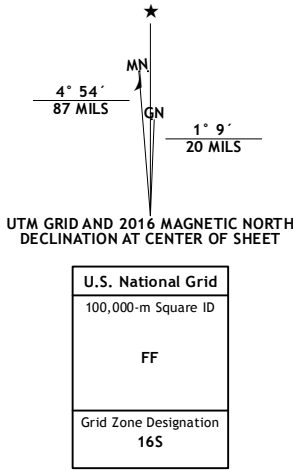 MN
4° 54´
87 MILS
GN
1° 9´
20 MILS
UTM GRID AND 2016 MAGNETIC NORTH
DECLINATION AT CENTER OF SHEET
U.S. National Grid
100,000-m Square ID
FF
Grid Zone Designation
16S